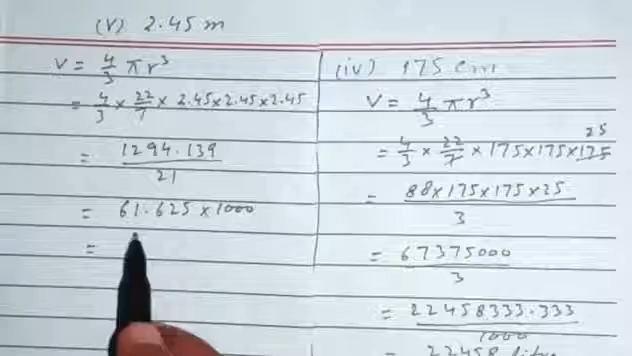 (V) 2.45 m
V = 4/3 πr³
= 4/3 × 22/7 × 2.45 × 2.45 × 2.45
= 1294.139/21
= 61.625 × 1000
=
(iv) 175 cm
V = 4/3 πr³
25
= 4/3 × 22/7 × 175 × 175 × 175
= 88 × 175 × 175 × 25/3
= 67375000/3
= 22458333.333/1000
= 22458